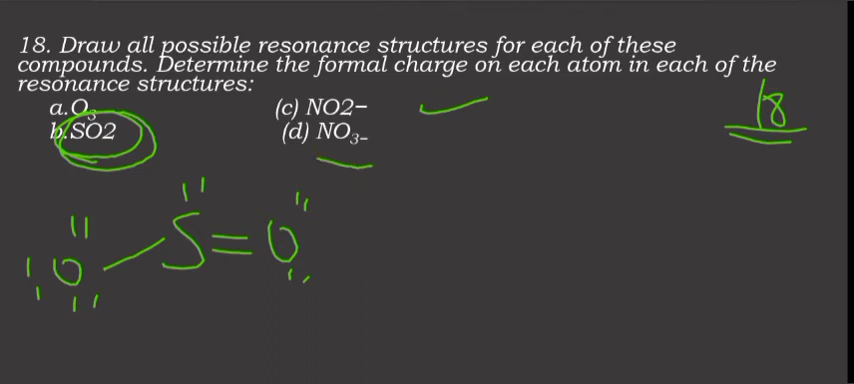 18. Draw all possible resonance structures for each of these
compounds. Determine the formal charge on each atom in each of the
resonance structures:
a.O3 (c) NO2−
b.SO2 (d) NO3−
18
O − S = O